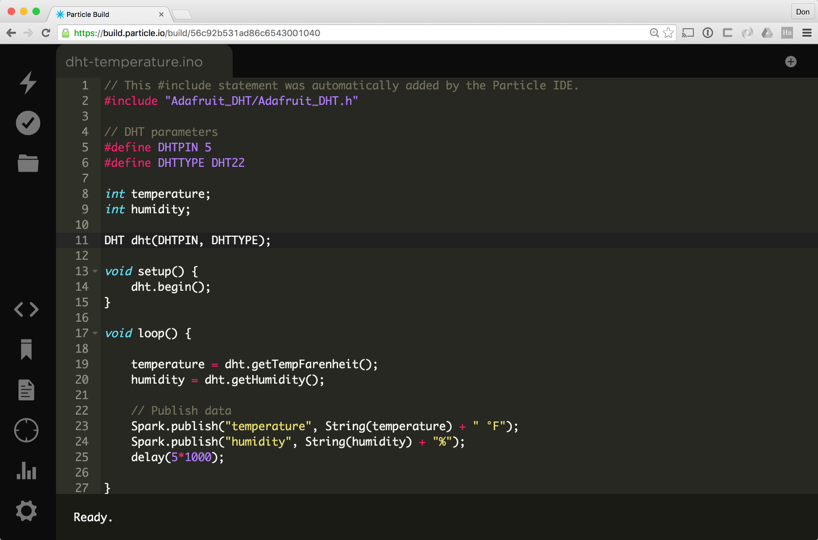 Particle Build
Don
https://build.particle.io/build/56c92b531ad86c6543001040
dht-temperature.ino
1 // This #include statement was automatically added by the Particle IDE.
2 #include "Adafruit_DHT/Adafruit_DHT.h"
3
4 // DHT parameters
5 #define DHTPIN 5
6 #define DHTTYPE DHT22
7
8 int temperature;
9 int humidity;
10
11 DHT dht(DHTPIN, DHTTYPE);
12
13 void setup() {
14 dht.begin();
15 }
16
17 void loop() {
18
19 temperature = dht.getTempFarenheit();
20 humidity = dht.getHumidity();
21
22 // Publish data
23 Spark.publish("temperature", String(temperature) + " °F");
24 Spark.publish("humidity", String(humidity) + "%");
25 delay(5*1000);
26
27 }
Ready.